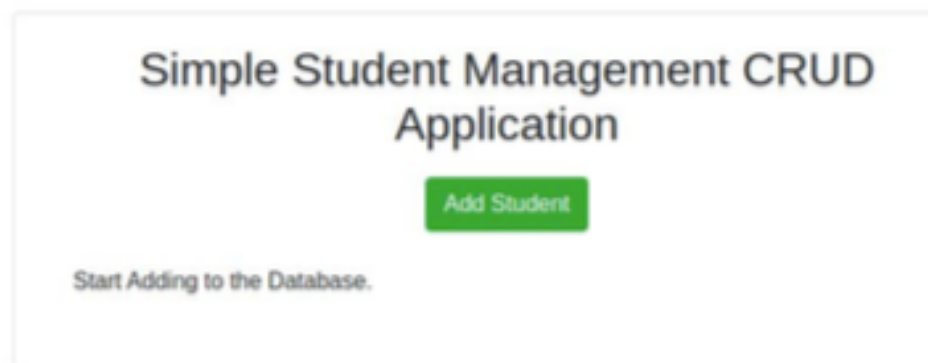 Simple Student Management CRUD
Application
Add Student
Start Adding to the Database.